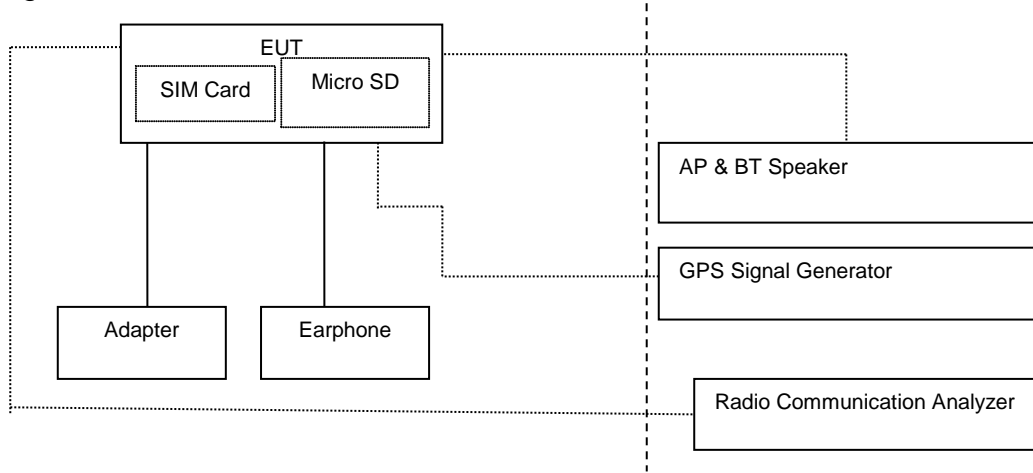 EUT
SIM Card
Micro SD
AP & BT Speaker
GPS Signal Generator
Adapter
Earphone
Radio Communication Analyzer